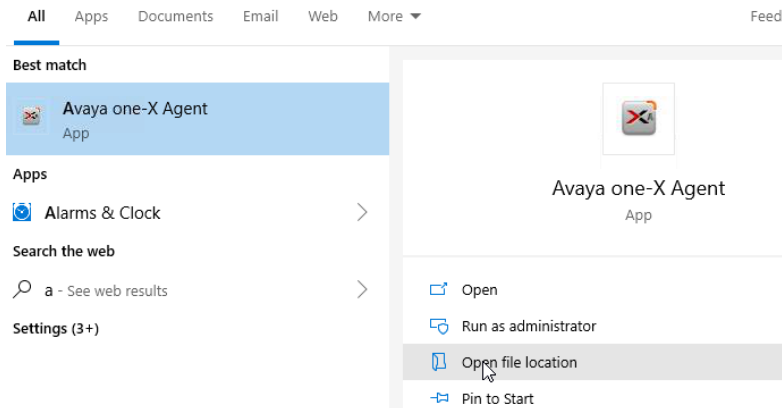 All Apps Documents Email Web More Feed
Best match
Avaya one-X Agent
App
Apps
Alarms & Clock
Search the web
a - See web results
Settings (3+)
Avaya one-X Agent
App
Open
Run as administrator
Open file location
Pin to Start